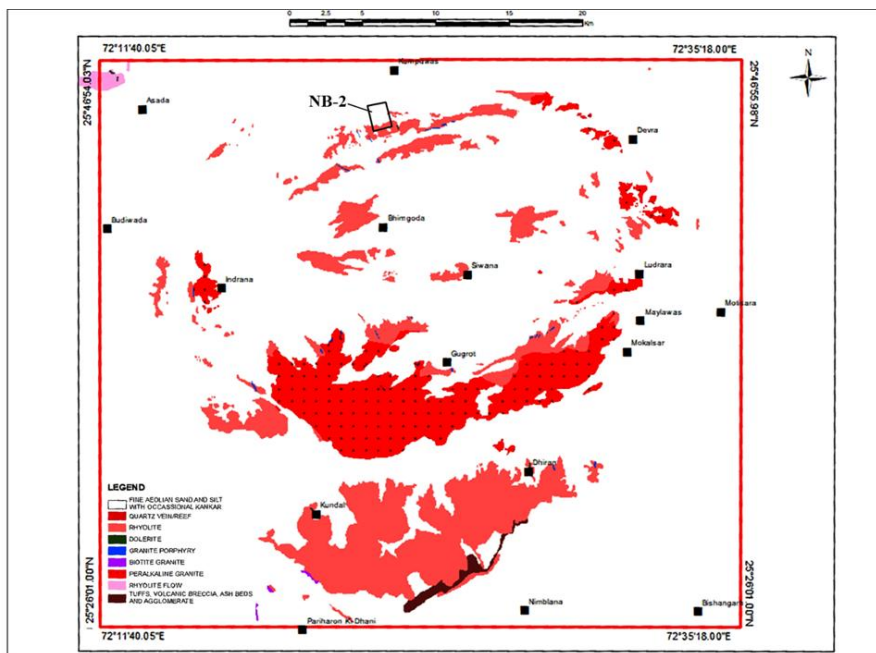 0 5 10 15 20
Km
72°11'40.05"E
72°35'18.00"E
25°46'54.03"N
25°46'55.98"N
N
Asada
NB-2
Devra
Budiwada
Bhimgoda
Siwana
Ludrara
Indrana
Motikara
Maylawas
Mokalsar
Gugrot
Dhiran
Kundal
LEGEND
FINE AEOLIAN SAND AND SILT
WITH OCCASSIONAL KANKAR
QUARTZ VEIN/REEF
RHYOLITE
DOLERITE
GRANITE PORPHYRY
BIOTITE GRANITE
PERALKALINE GRANITE
RHYOLITE FLOW
TUFFS, VOLCANIC BRECCIA, ASH BEDS
AND AGGLOMERATE
Nimblana
Bishangarh
Pariharon Ki Dhani
25°26'01.00"N
25°26'01.00"N
72°11'40.05"E
72°35'18.00"E